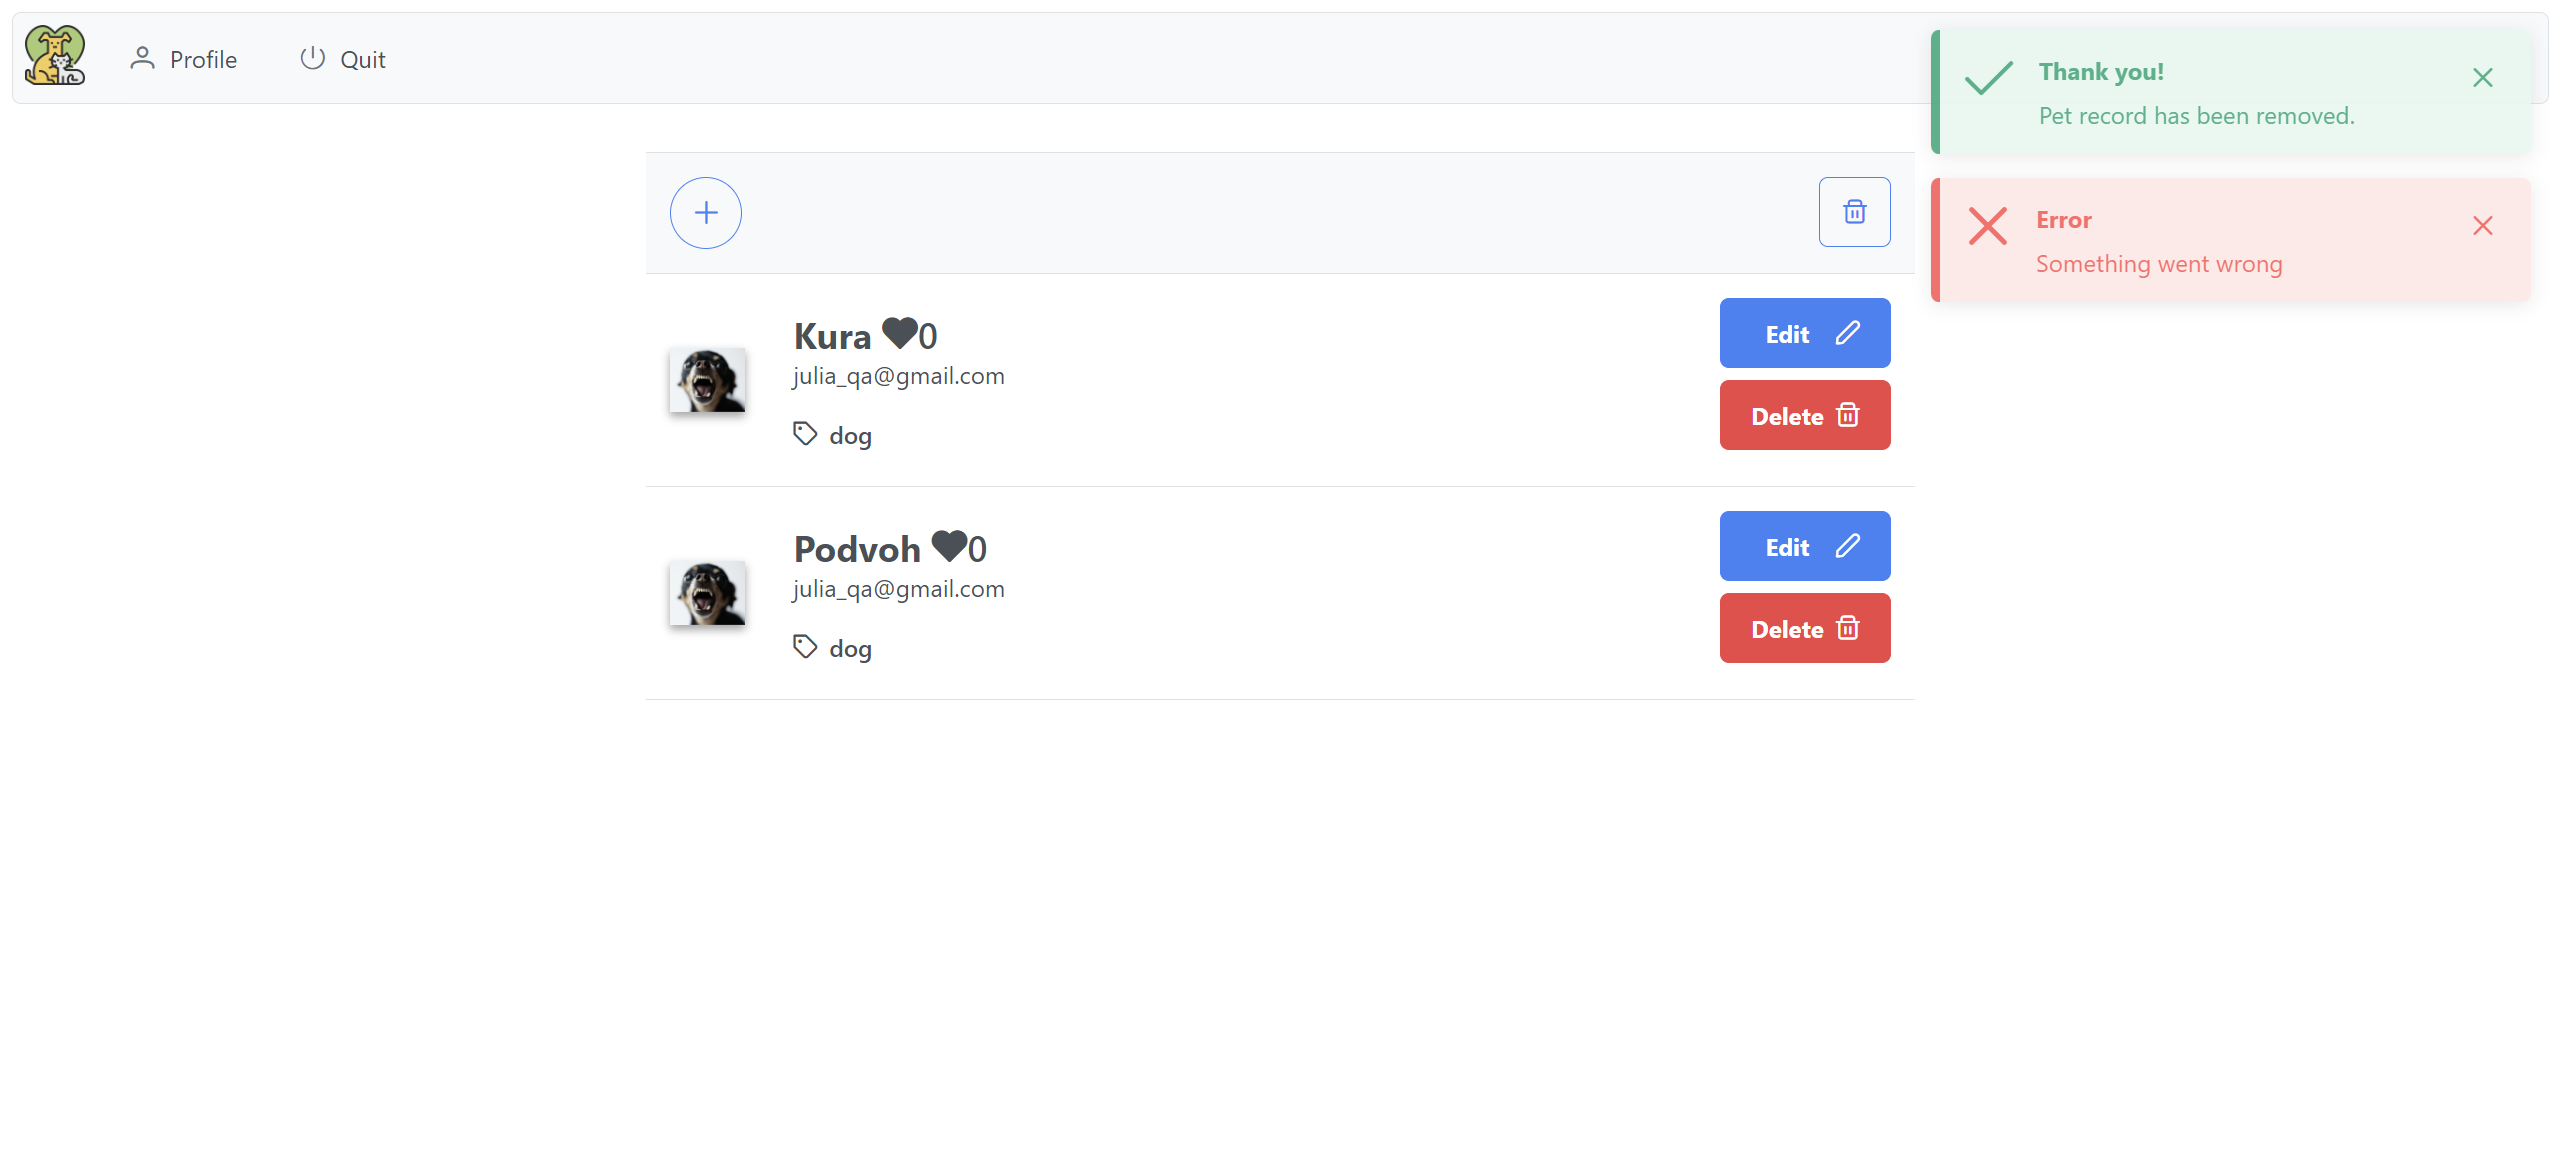 Profile
Quit
Thank you!
Pet record has been removed.
Error
Something went wrong
Kura 0
julia_qa@gmail.com
dog
Edit
Delete
Podvoh 0
julia_qa@gmail.com
dog
Edit
Delete